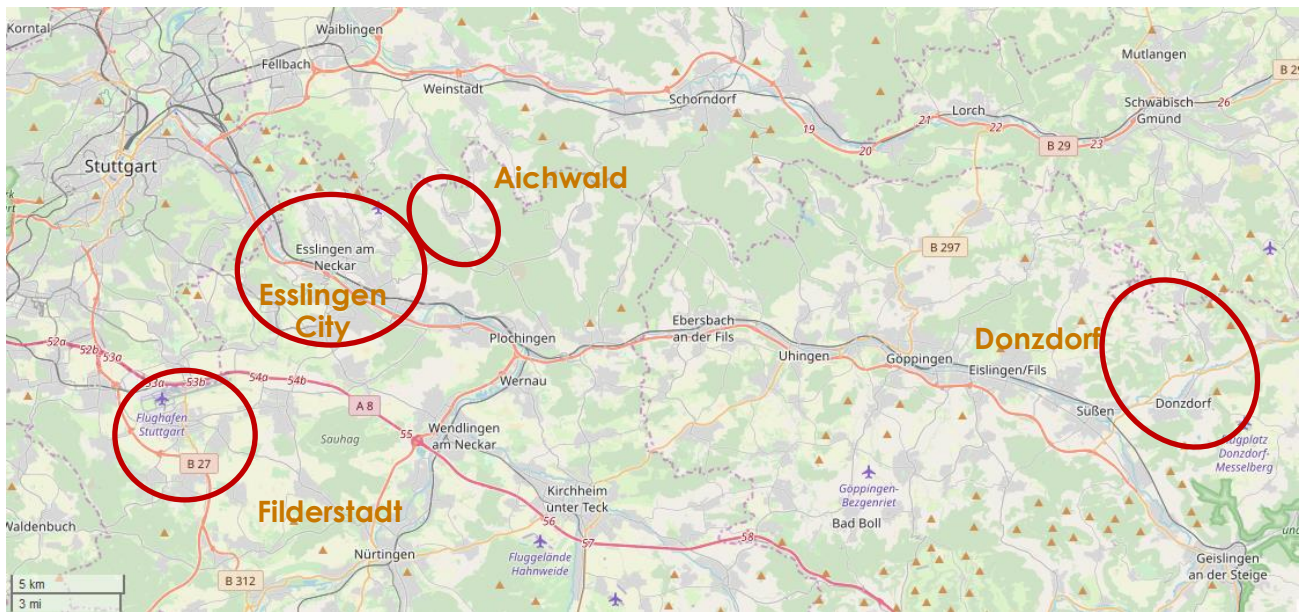 Korntal
Waiblingen
Fellbach
Weinstadt
Schorndorf
Mutlangen
B 29
Lorch
Schwäbisch
Gmünd
26
21
22
23
B 29
19
20
Stuttgart
Aichwald
Esslingen am
Neckar
Esslingen
City
B 297
Donzdorf
Plochingen
Ebersbach
an der Fils
Uhingen
Göppingen
Eislingen/Fils
Wernau
52a
52b
53a
53a
53b
54a
54b
A 8
Flughafen
Stuttgart
Sauhag
55
Wendlingen
am Neckar
B 27
Süßen
Donzdorf
Flugplatz
Donzdorf-
Messelberg
Filderstadt
Kirchheim
unter Teck
Göppingen-
Bezgenriet
Bad Boll
Waldenbuch
56
57
58
Nürtingen
Fluggelände
Hahnweide
B 312
Geislingen
an der Steige
5 km
3 mi